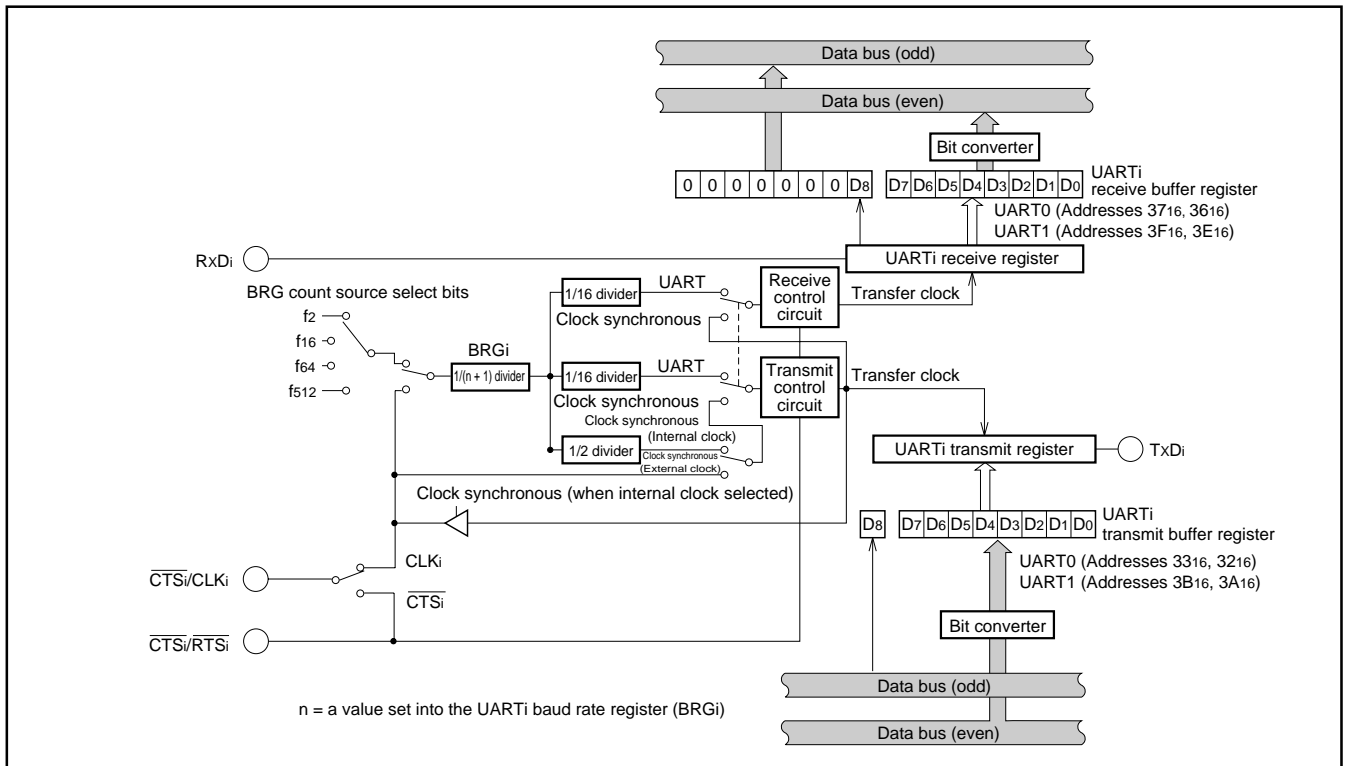 Data bus (odd)
Data bus (even)
Bit converter
0 0 0 0 0 0 0 D8
D7 D6 D5 D4 D3 D2 D1 D0
UARTi
receive buffer register
UART0 (Addresses 3716, 3616)
UART1 (Addresses 3F16, 3E16)
RxDi
UARTi receive register
BRG count source select bits
f2
f16
f64
f512
BRGi
1/(n + 1) divider
1/16 divider
UART
Clock synchronous
Receive
control
circuit
Transfer clock
1/16 divider
UART
Clock synchronous
Transmit
control
circuit
Transfer clock
Clock synchronous
(Internal clock)
1/2 divider
Clock synchronous
(External clock)
UARTi transmit register
TxDi
Clock synchronous (when internal clock selected)
D8
D7 D6 D5 D4 D3 D2 D1 D0
UARTi
transmit buffer register
UART0 (Addresses 3316, 3216)
UART1 (Addresses 3B16, 3A16)
CLKi
CTSi/CLKi
CTSi
CTSi/RTSi
Bit converter
Data bus (odd)
Data bus (even)
n = a value set into the UARTi baud rate register (BRGi)